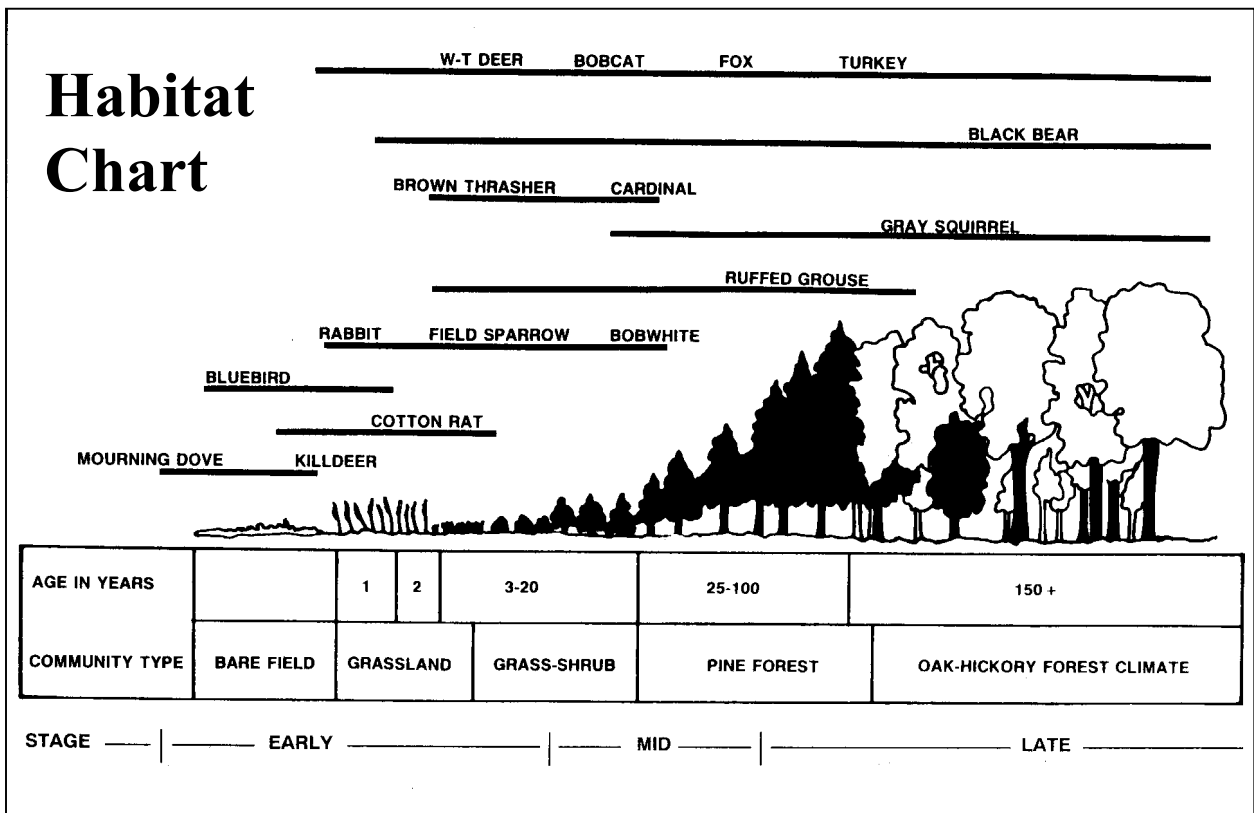 Habitat
Chart
W-T DEER BOBCAT FOX TURKEY
BLACK BEAR
BROWN THRASHER CARDINAL
GRAY SQUIRREL
RUFFED GROUSE
RABBIT FIELD SPARROW BOBWHITE
BLUEBIRD
COTTON RAT
MOURNING DOVE KILLDEER
AGE IN YEARS 1 2 3-20 25-100 150 +
COMMUNITY TYPE BARE FIELD GRASSLAND GRASS-SHRUB PINE FOREST OAK-HICKORY FOREST CLIMATE
STAGE EARLY MID LATE